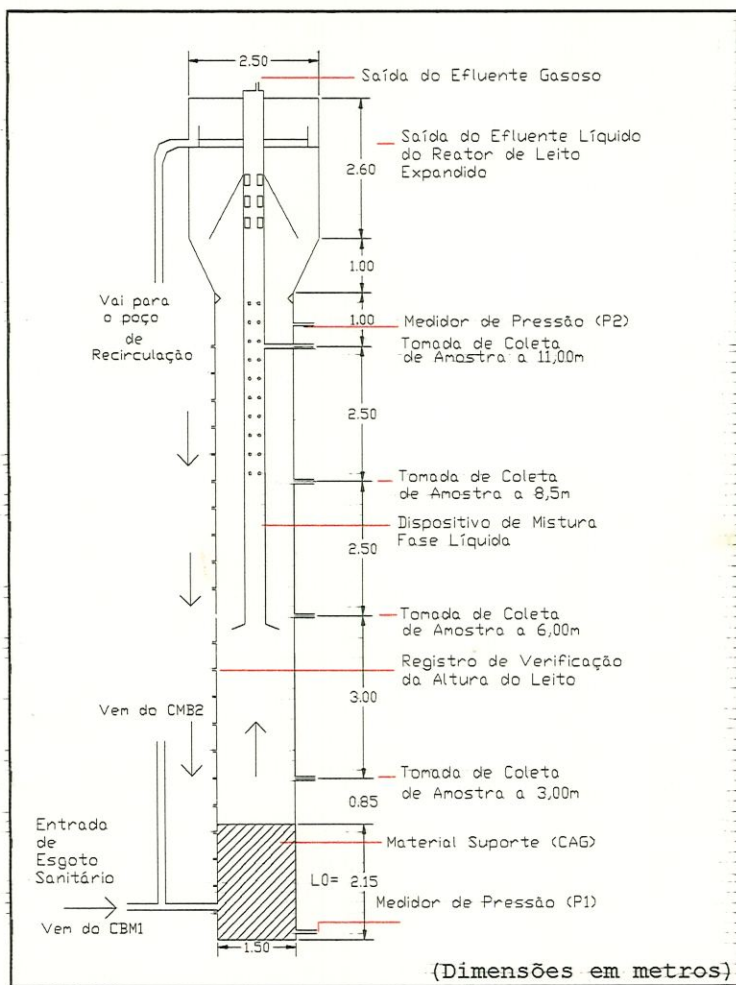 2.50
Saída do Efluente Gasoso
Saída do Efluente Líquido
do Reator de Leito
Expandido
2.60
1.00
Vai para
o poço
de
Recirculação
1.00
Medidor de Pressão (P2)
Tomada de Coleta
de Amostra a 11,00m
2.50
Tomada de Coleta
de Amostra a 8,5m
Dispositivo de Mistura
Fase Líquida
2.50
Tomada de Coleta
de Amostra a 6,00m
Registro de Verificação
da Altura do Leito
3.00
Vem do CMB2
Tomada de Coleta
de Amostra a 3,00m
0.85
Entrada
de
Esgoto
Sanitário
Material Suporte (CAG)
L0= 2.15
Medidor de Pressão (P1)
Vem do CBM1
1.50
(Dimensões em metros)